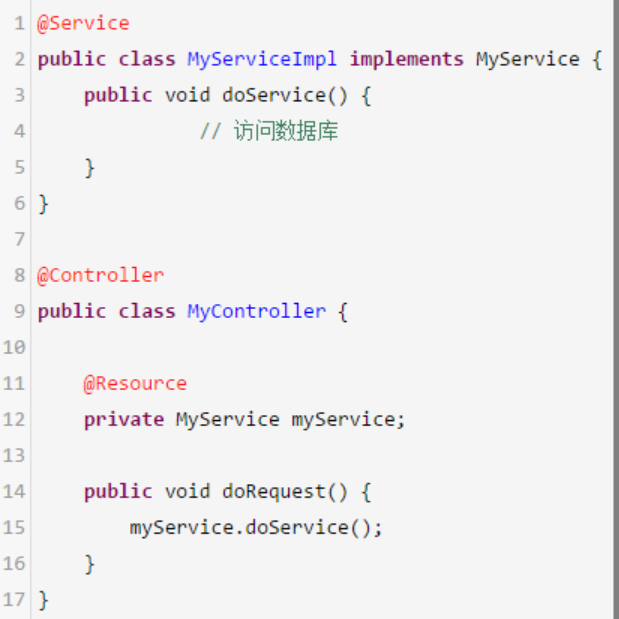 1 @Service
2 public class MyServiceImpl implements MyService {
3     public void doService() {
4               // 访问数据库
5     }
6 }
7
8 @Controller
9 public class MyController {
10
11     @Resource
12     private MyService myService;
13
14     public void doRequest() {
15         myService.doService();
16     }
17 }